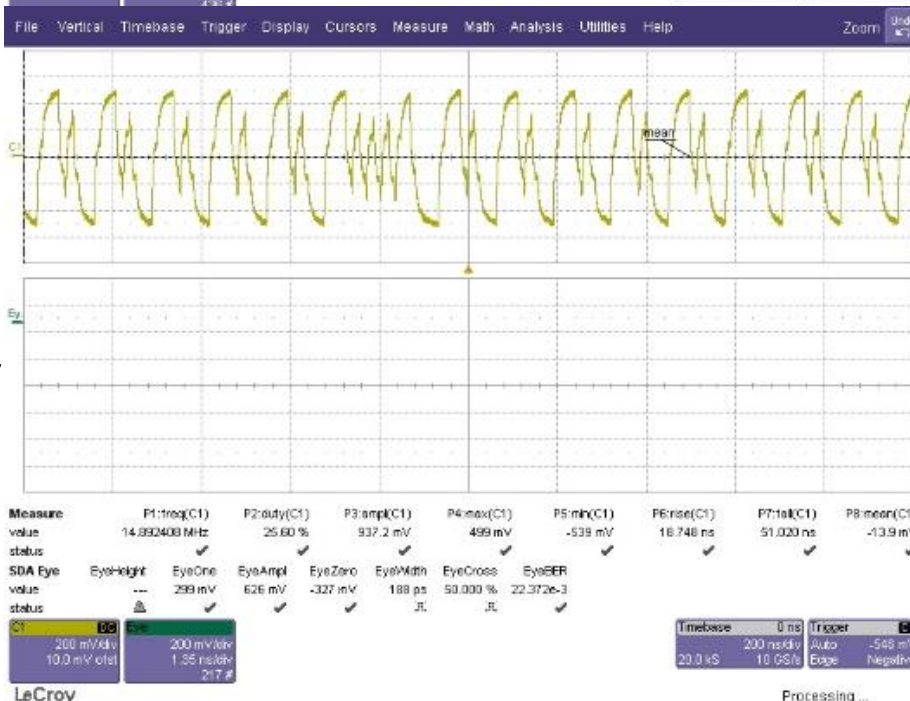 File Vertical Timebase Trigger Display Cursors Measure Math Analysis Utilities Help Zoom Und
C1
mean
Ey
Measure P1:freq(C1) P2:duty(C1) P3:ampl(C1) P4:max(C1) P5:min(C1) P6:rise(C1) P7:fall(C1) P8:mean(C1
value 14.892408 MHz 25.60 % 937.2 mV 499 mV -539 mV 18.748 ns 51.020 ns -13.9 m
status
SDA Eye EyeHeight EyeOne EyeAmpl EyeZero EyeWidth EyeCross EyeBER
value --- 299 mV 626 mV -327 mV 188 ps 50.000 % 22.372e-3
status
C1 DC Eye Timebase 0 ns Trigger C
200 mV/div 200 mV/div 200 ns/div Auto -546 m
10.0 mV ofst 1.35 ns/div 20.0 kS 10 GS/s Edge Negativ
217 #
LeCroy Processing ...